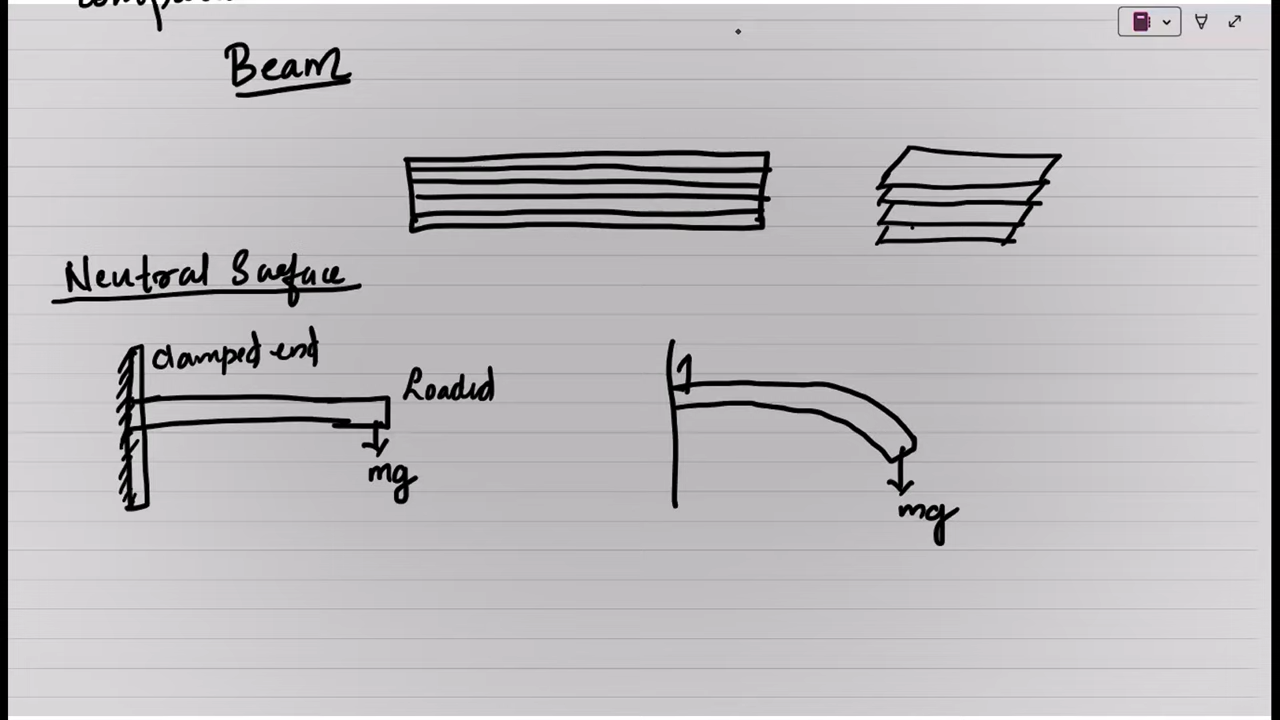 Beam
Neutral Surface
clamped end
Loaded
mg
mg